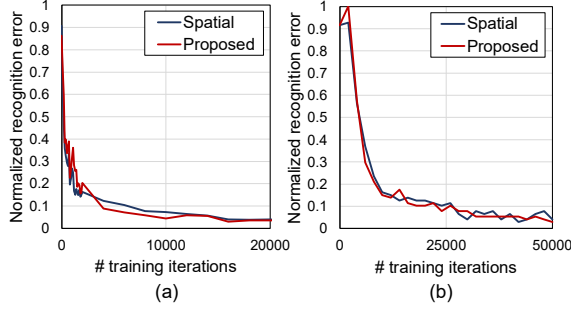 Normalized recognition error
1
0.9
0.8
0.7
0.6
0.5
0.4
0.3
0.2
0.1
0
Spatial
Proposed
0
10000
20000
# training iterations
(a)
Normalized recognition error
1
0.9
0.8
0.7
0.6
0.5
0.4
0.3
0.2
0.1
0
Spatial
Proposed
0
25000
50000
# training iterations
(b)